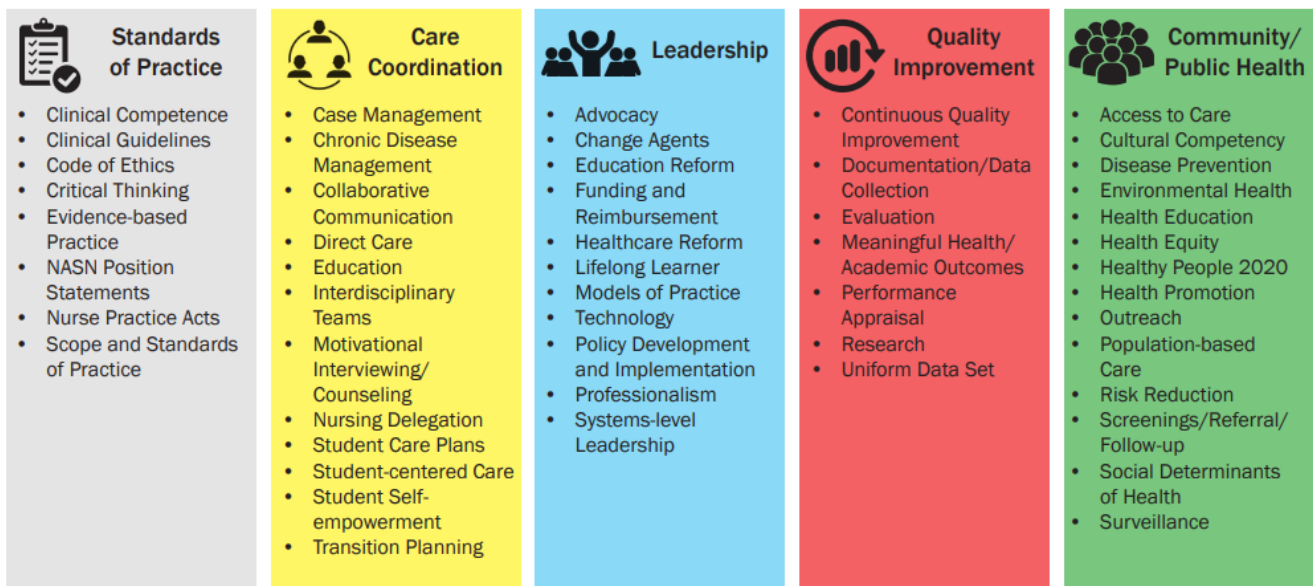 Standards
of Practice
• Clinical Competence
• Clinical Guidelines
• Code of Ethics
• Critical Thinking
• Evidence-based
Practice
• NASN Position
Statements
• Nurse Practice Acts
• Scope and Standards
of Practice
Care
Coordination
• Case Management
• Chronic Disease
Management
• Collaborative
Communication
• Direct Care
• Education
• Interdisciplinary
Teams
• Motivational
Interviewing/
Counseling
• Nursing Delegation
• Student Care Plans
• Student-centered Care
• Student Self-
empowerment
• Transition Planning
Leadership
• Advocacy
• Change Agents
• Education Reform
• Funding and
Reimbursement
• Healthcare Reform
• Lifelong Learner
• Models of Practice
• Technology
• Policy Development
and Implementation
• Professionalism
• Systems-level
Leadership
Quality
Improvement
• Continuous Quality
Improvement
• Documentation/Data
Collection
• Evaluation
• Meaningful Health/
Academic Outcomes
• Performance
Appraisal
• Research
• Uniform Data Set
Community/
Public Health
• Access to Care
• Cultural Competency
• Disease Prevention
• Environmental Health
• Health Education
• Health Equity
• Healthy People 2020
• Health Promotion
• Outreach
• Population-based
Care
• Risk Reduction
• Screenings/Referral/
Follow-up
• Social Determinants
of Health
• Surveillance